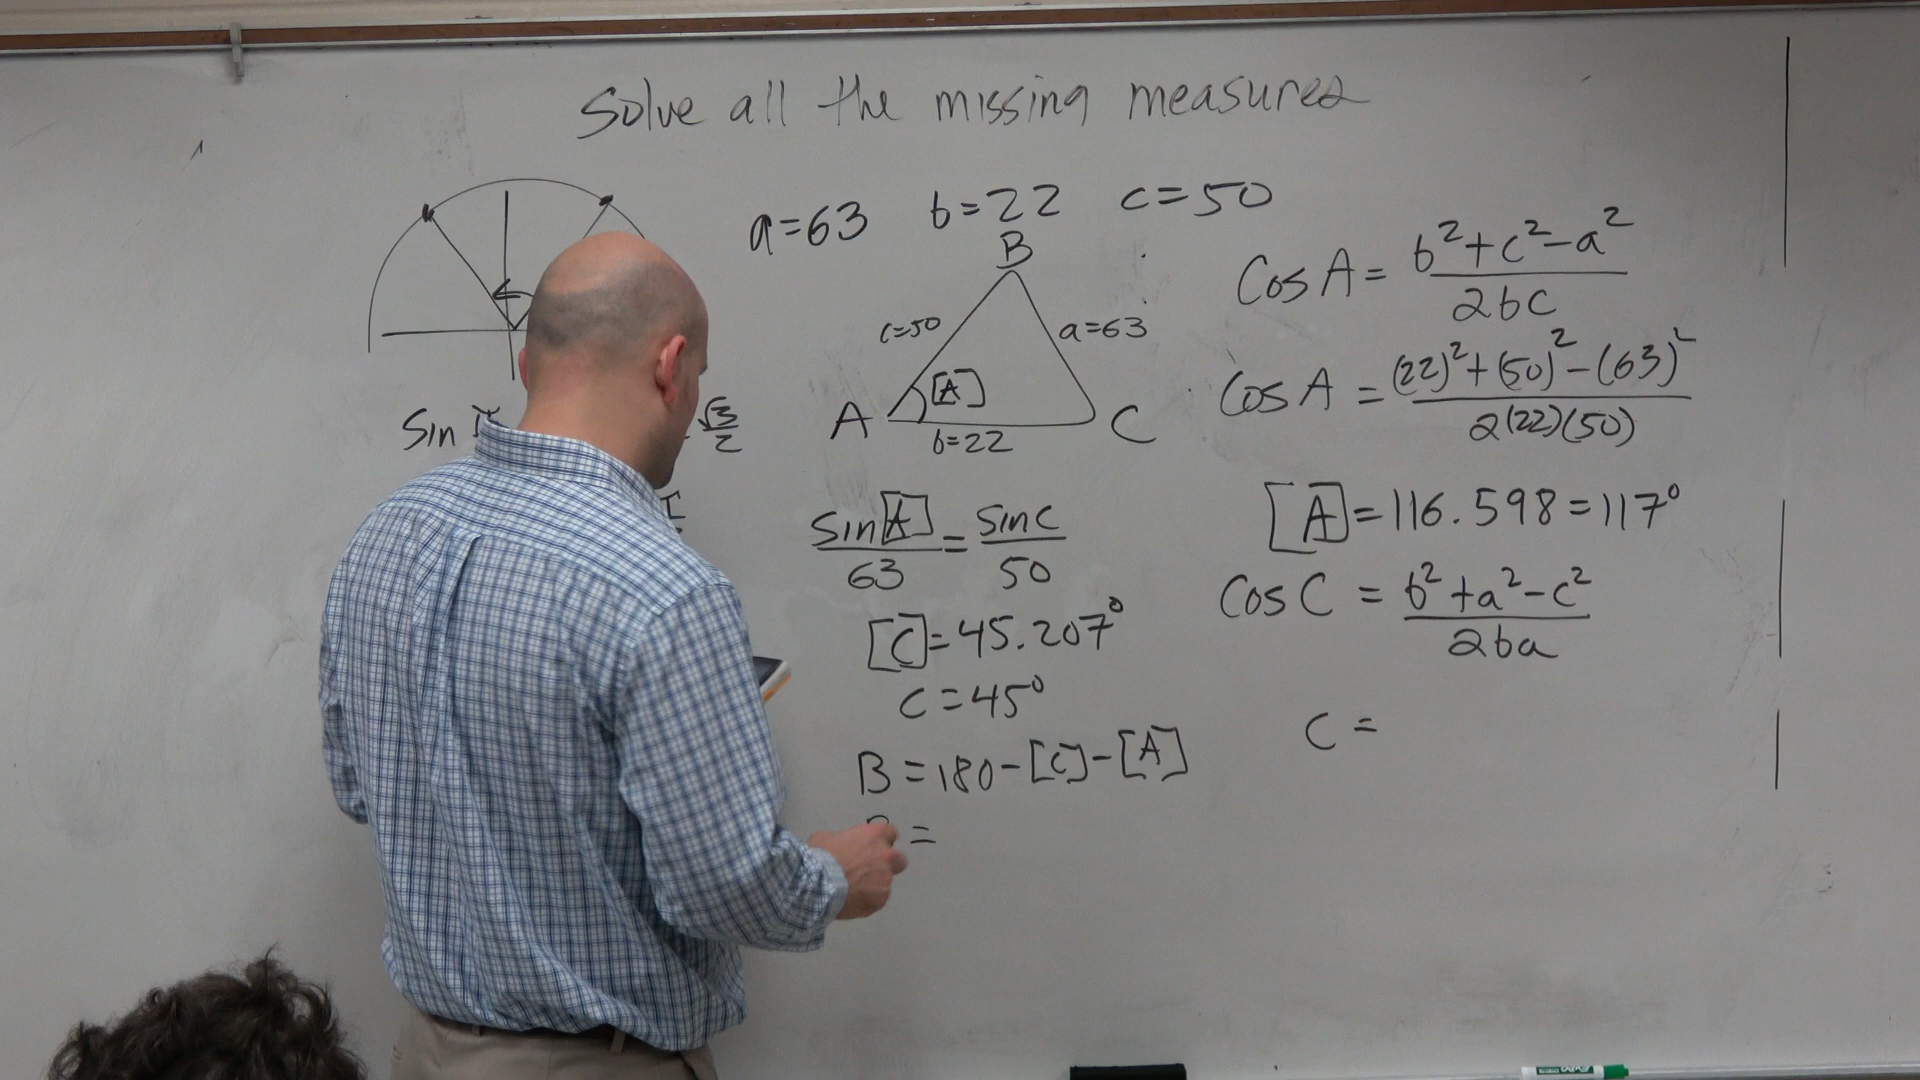 Solve all the missing measures
a=63 b=22 c=50
B
c=50 a=63
[A]
A C
b=22
Sin π
√3/2
sin[A]/63 = sin c/50
[C]=45.207°
C=45°
B=180-[C]-[A]
=
Cos A = b²+c²-a²/2bc
Cos A = (22)²+(50)²-(63)²/2(22)(50)
[A]=116.598=117°
Cos C = b²+a²-c²/2ba
C =